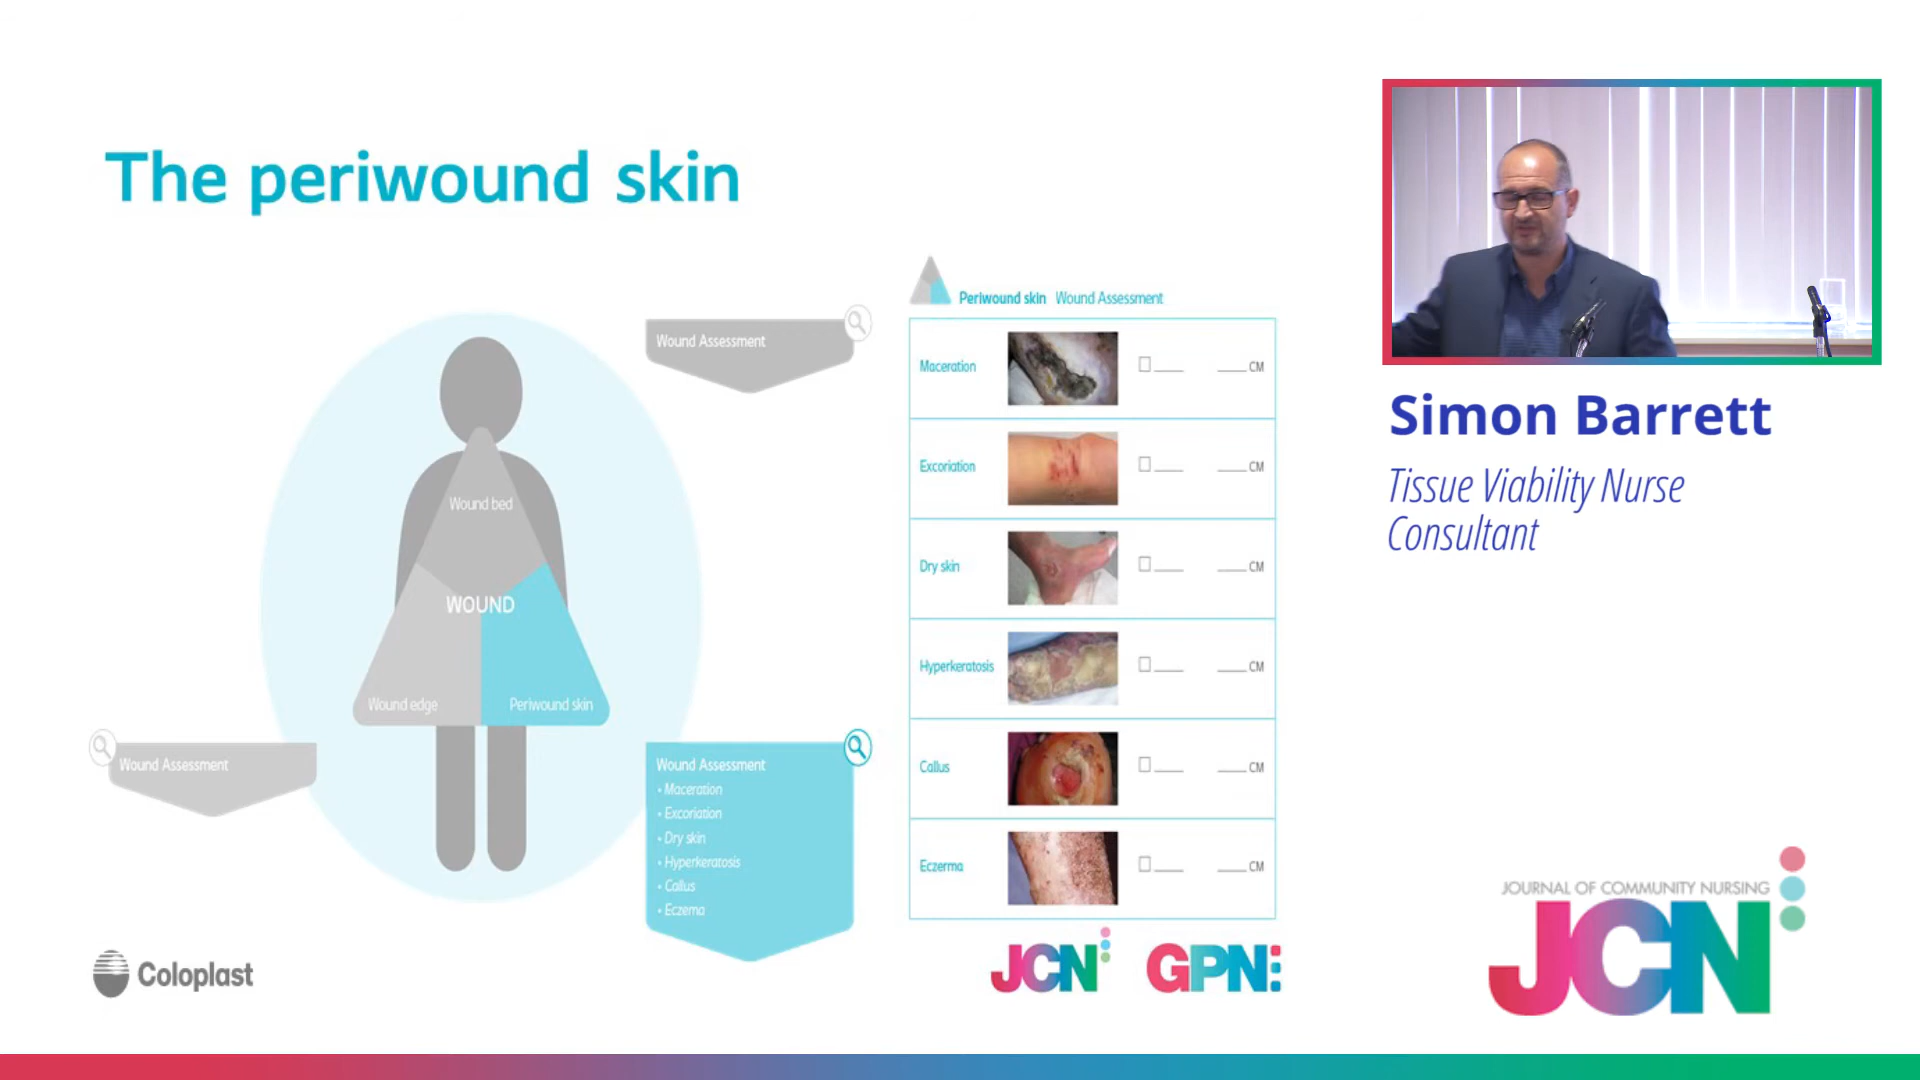 The periwound skin
Wound Assessment
Wound bed
WOUND
Wound edge
Periwound skin
Wound Assessment
Wound Assessment
• Maceration
• Excoriation
• Dry skin
• Hyperkeratosis
• Callus
• Eczema
Periwound skin Wound Assessment
Maceration CM
Excoriation CM
Dry skin CM
Hyperkeratosis CM
Callus CM
Eczerma CM
Coloplast
JCN
GPN
Simon Barrett
Tissue Viability Nurse
Consultant
JOURNAL OF COMMUNITY NURSING
JCN